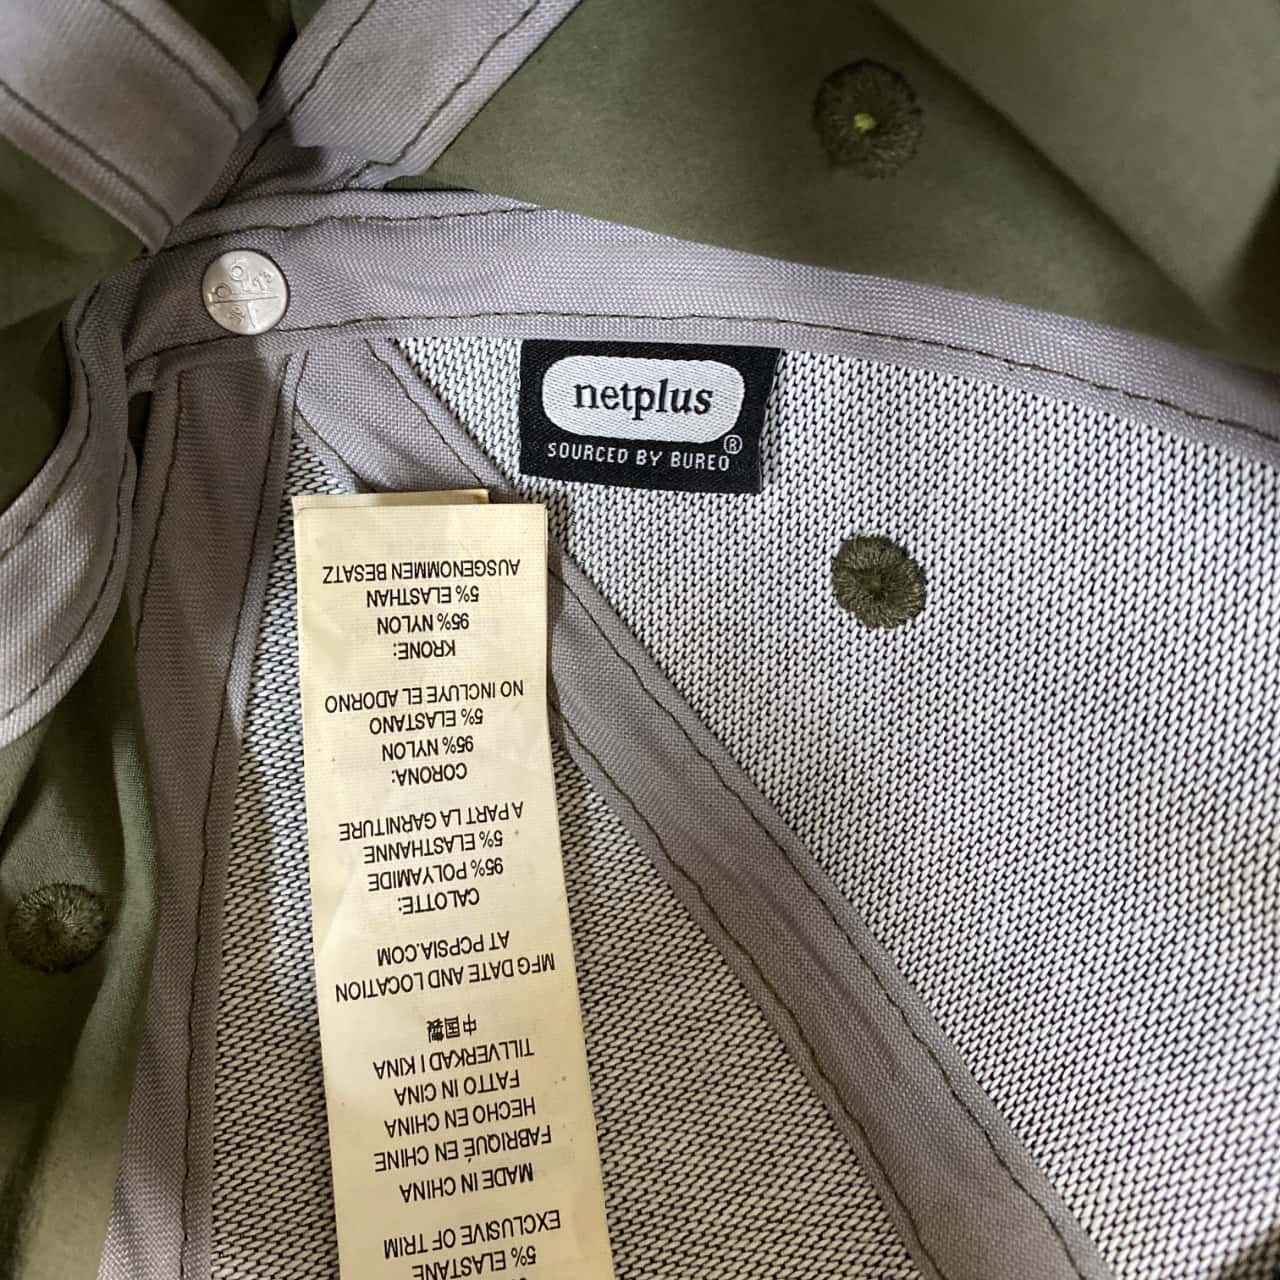 netplus
®
SOURCED BY BUREO
5% ELASTANE
EXCLUSIVE OF TRIM
MADE IN CHINA
FABRIQUÉ EN CHINE
HECHO EN CHINA
FATTO IN CINA
TILLVERKAD I KINA
中国製
MFG DATE AND LOCATION
AT PCPSIA.COM
CALOTTE:
95% POLYAMIDE
5% ELASTHANNE
A PART LA GARNITURE
CORONA:
95% NYLON
5% ELASTANO
NO INCLUYE EL ADORNO
KRONE:
95% NYLON
5% ELASTHAN
AUSGENOMMEN BESATZ